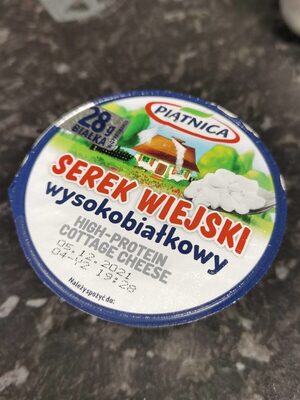 PIĄTNICA
28g
BIAŁKA
SEREK WIEJSKI
wysokobiałkowy
HIGH-PROTEIN
COTTAGE CHEESE
05.12.2021
04-V2 19:28
Należy spożyć do: